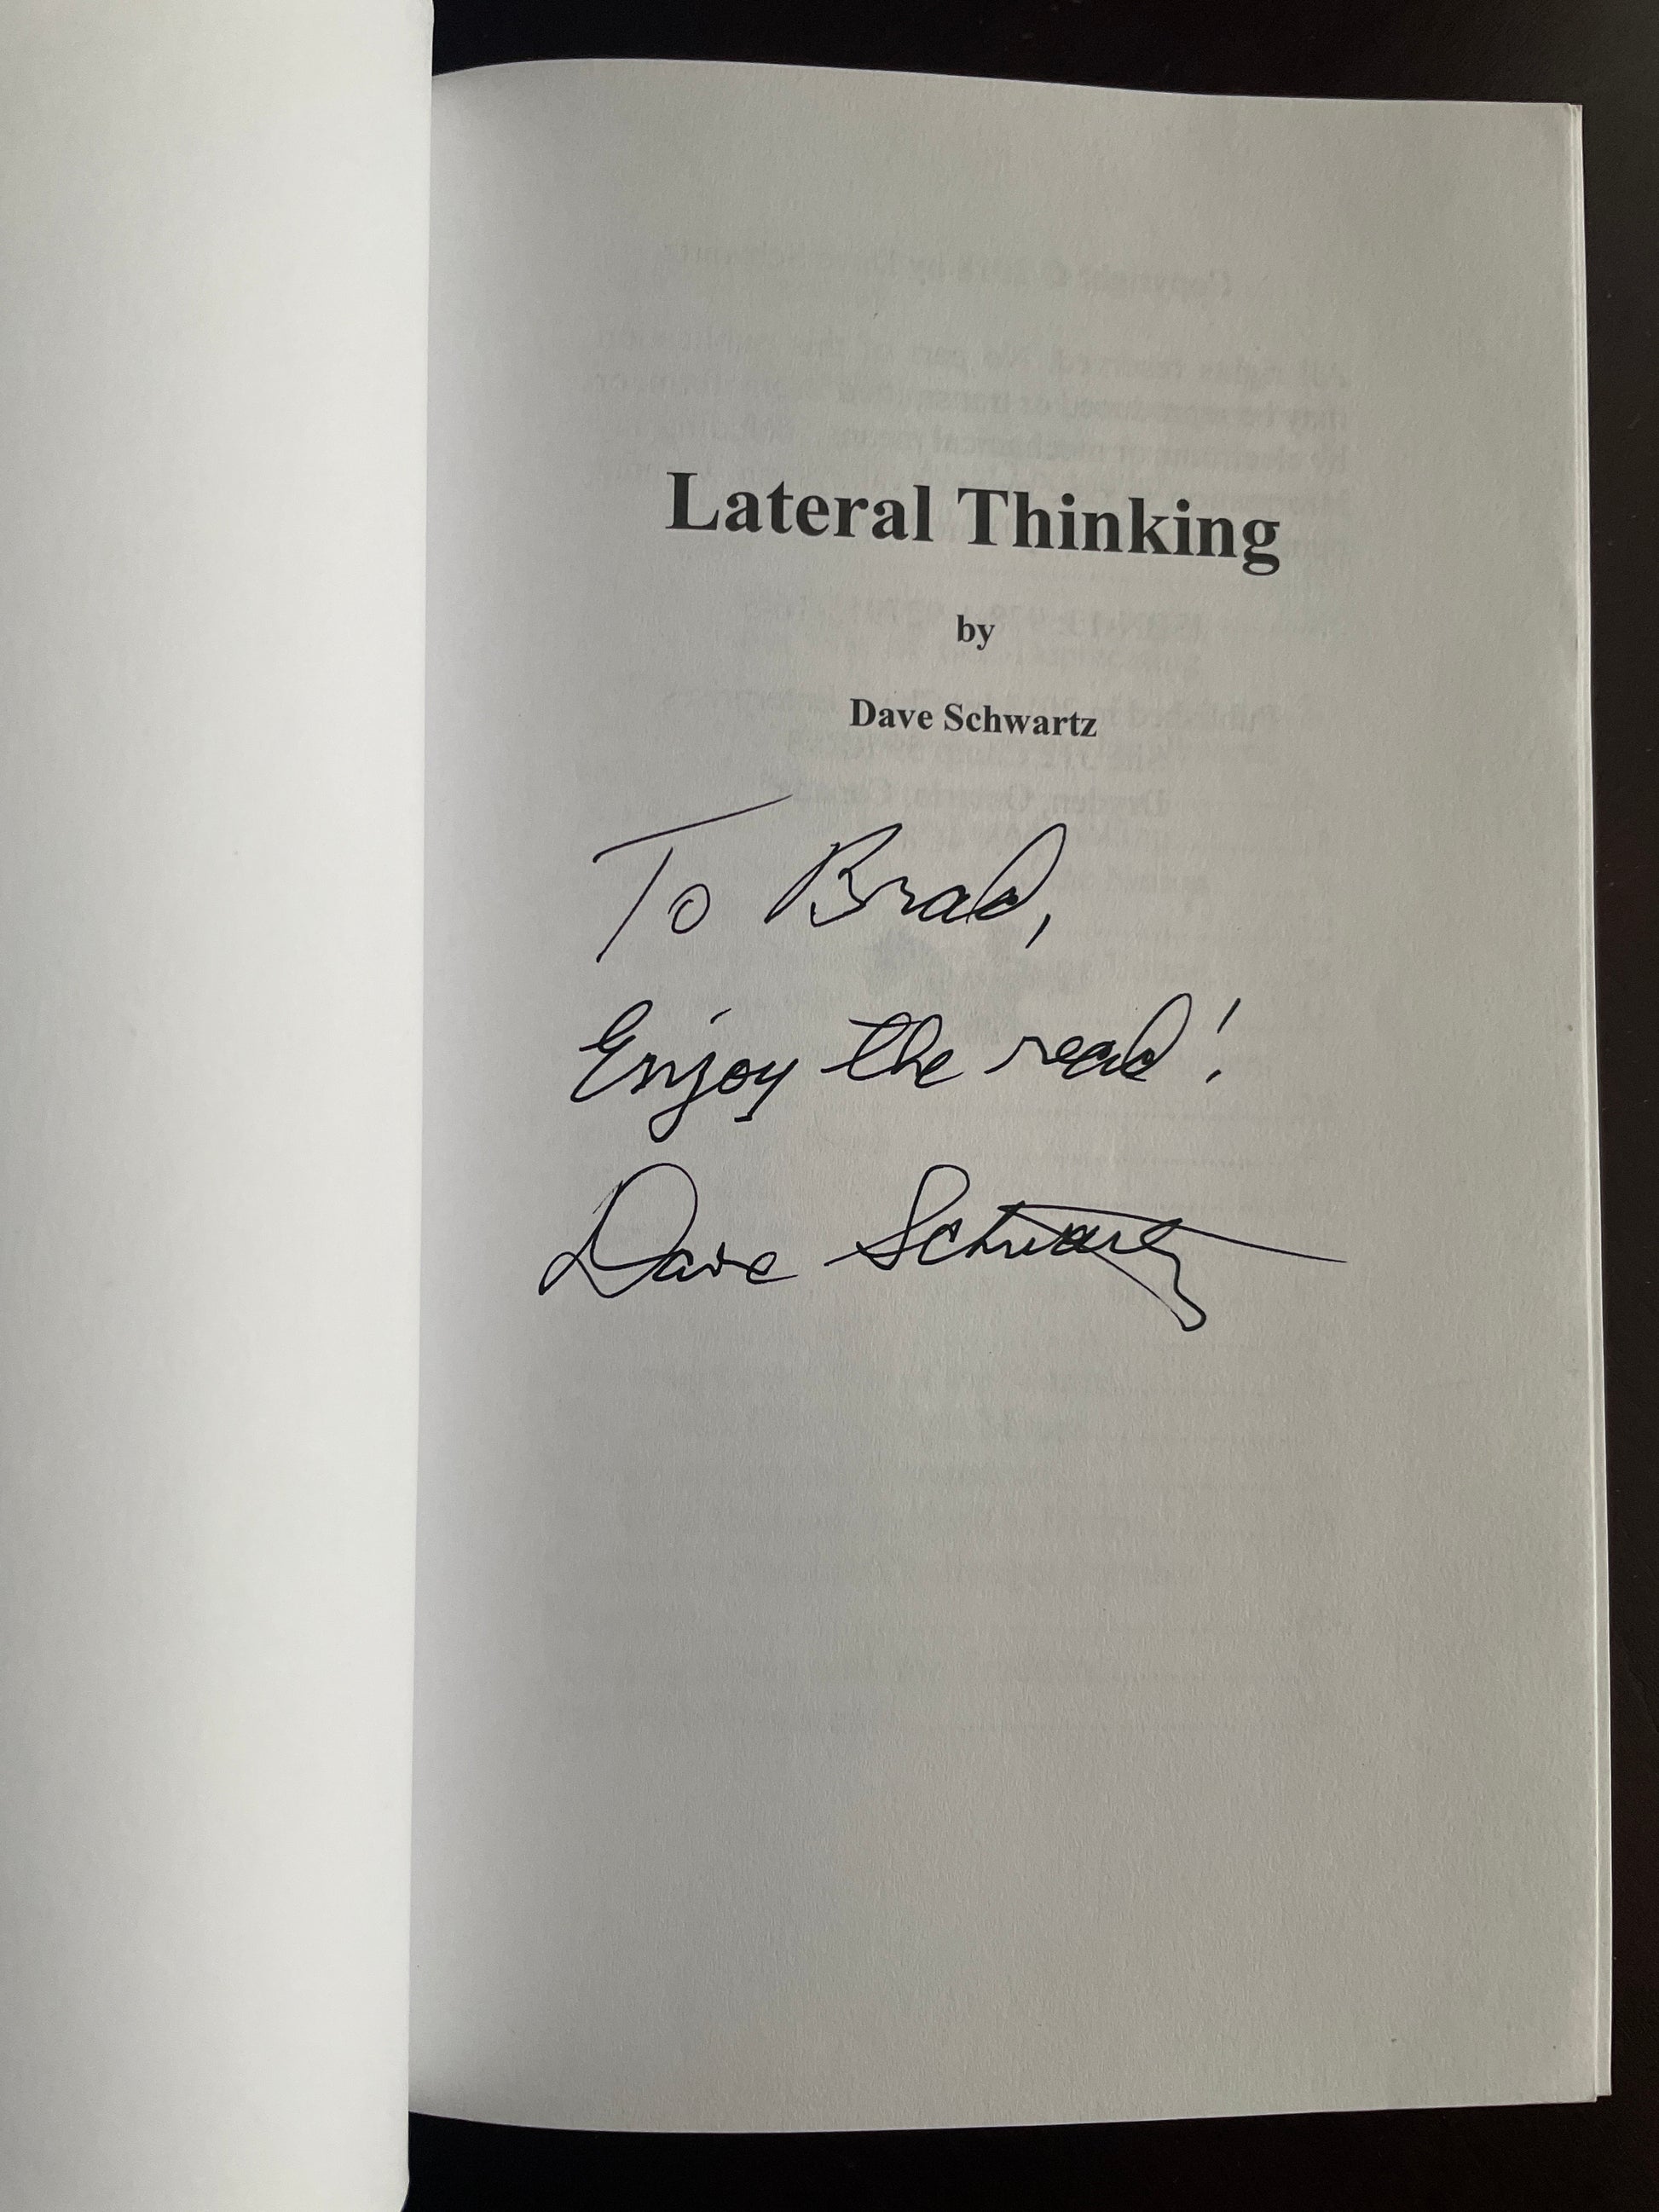 Lateral Thinking
by
Dave Schwartz
To Brad,
Enjoy the read!
Dave Schwartz